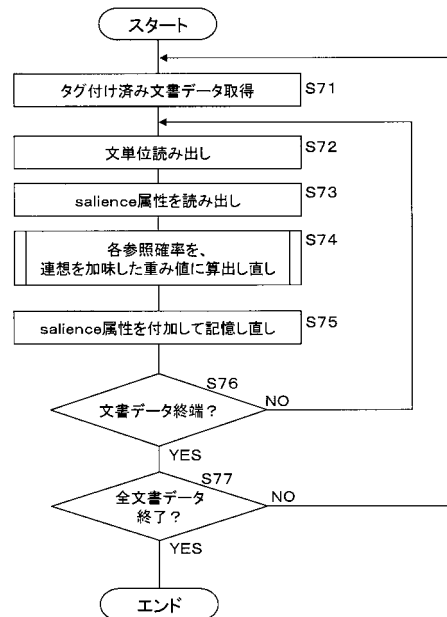 スタート
タグ付け済み文書データ取得
S71
文単位読み出し
S72
salience属性を読み出し
S73
各参照確率を、
連想を加味した重み値に算出し直し
S74
salience属性を付加して記憶し直し
S75
S76
文書データ終端?
NO
YES
S77
全文書データ
終了?
NO
YES
エンド